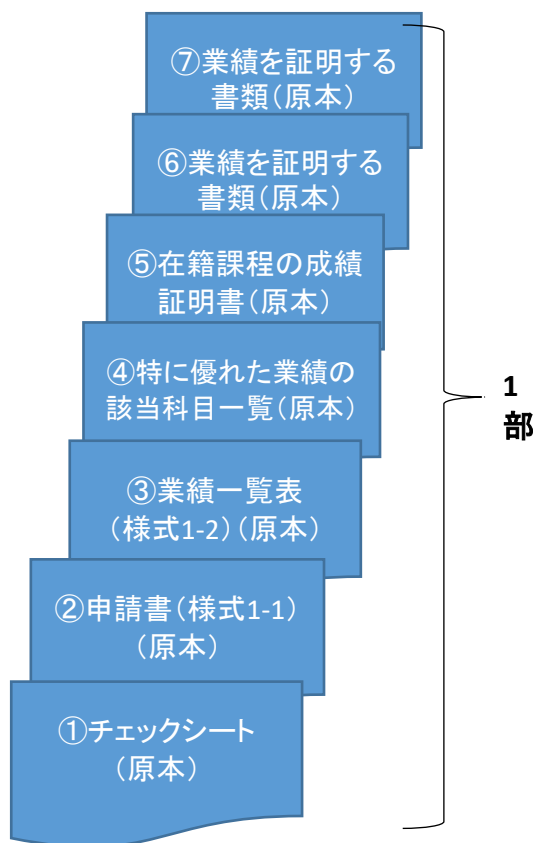 ⑦業績を証明する
書類(原本)
⑥業績を証明する
書類(原本)
⑤在籍課程の成績
証明書(原本)
④特に優れた業績の
該当科目一覧(原本)
③業績一覧表
(様式1-2)(原本)
②申請書(様式1-1)
(原本)
①チェックシート
(原本)
1
部